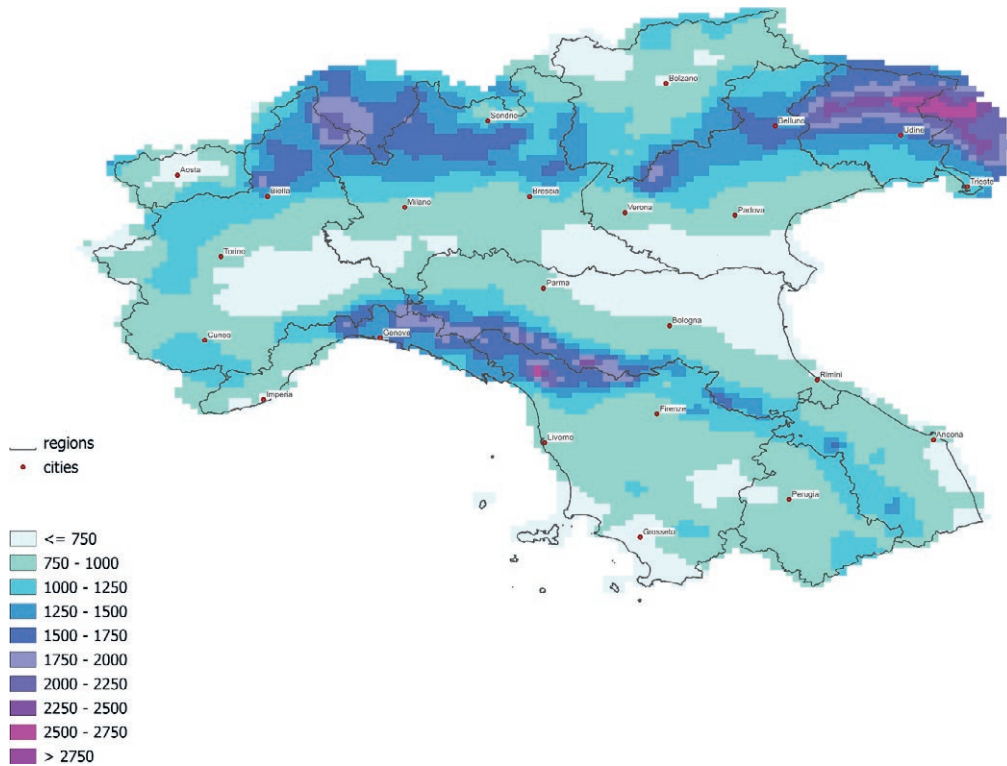 Bolzano
Sondrio
Belluno
Udine
Aosta
Trieste
Biella
Brescia
Milano
Verona
Padova
Torino
Parma
Bologna
Cuneo
Genova
Rimini
Imperia
Firenze
Livorno
Ancona
Perugia
Grosseto
regions
cities
<= 750
750 - 1000
1000 - 1250
1250 - 1500
1500 - 1750
1750 - 2000
2000 - 2250
2250 - 2500
2500 - 2750
> 2750